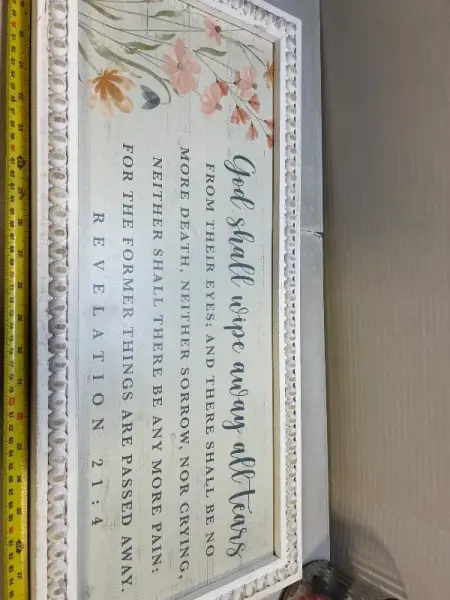 God shall wipe away all tears
FROM THEIR EYES; AND THERE SHALL BE NO
MORE DEATH, NEITHER SORROW, NOR CRYING,
NEITHER SHALL THERE BE ANY MORE PAIN:
FOR THE FORMER THINGS ARE PASSED AWAY.
REVELATION 21:4